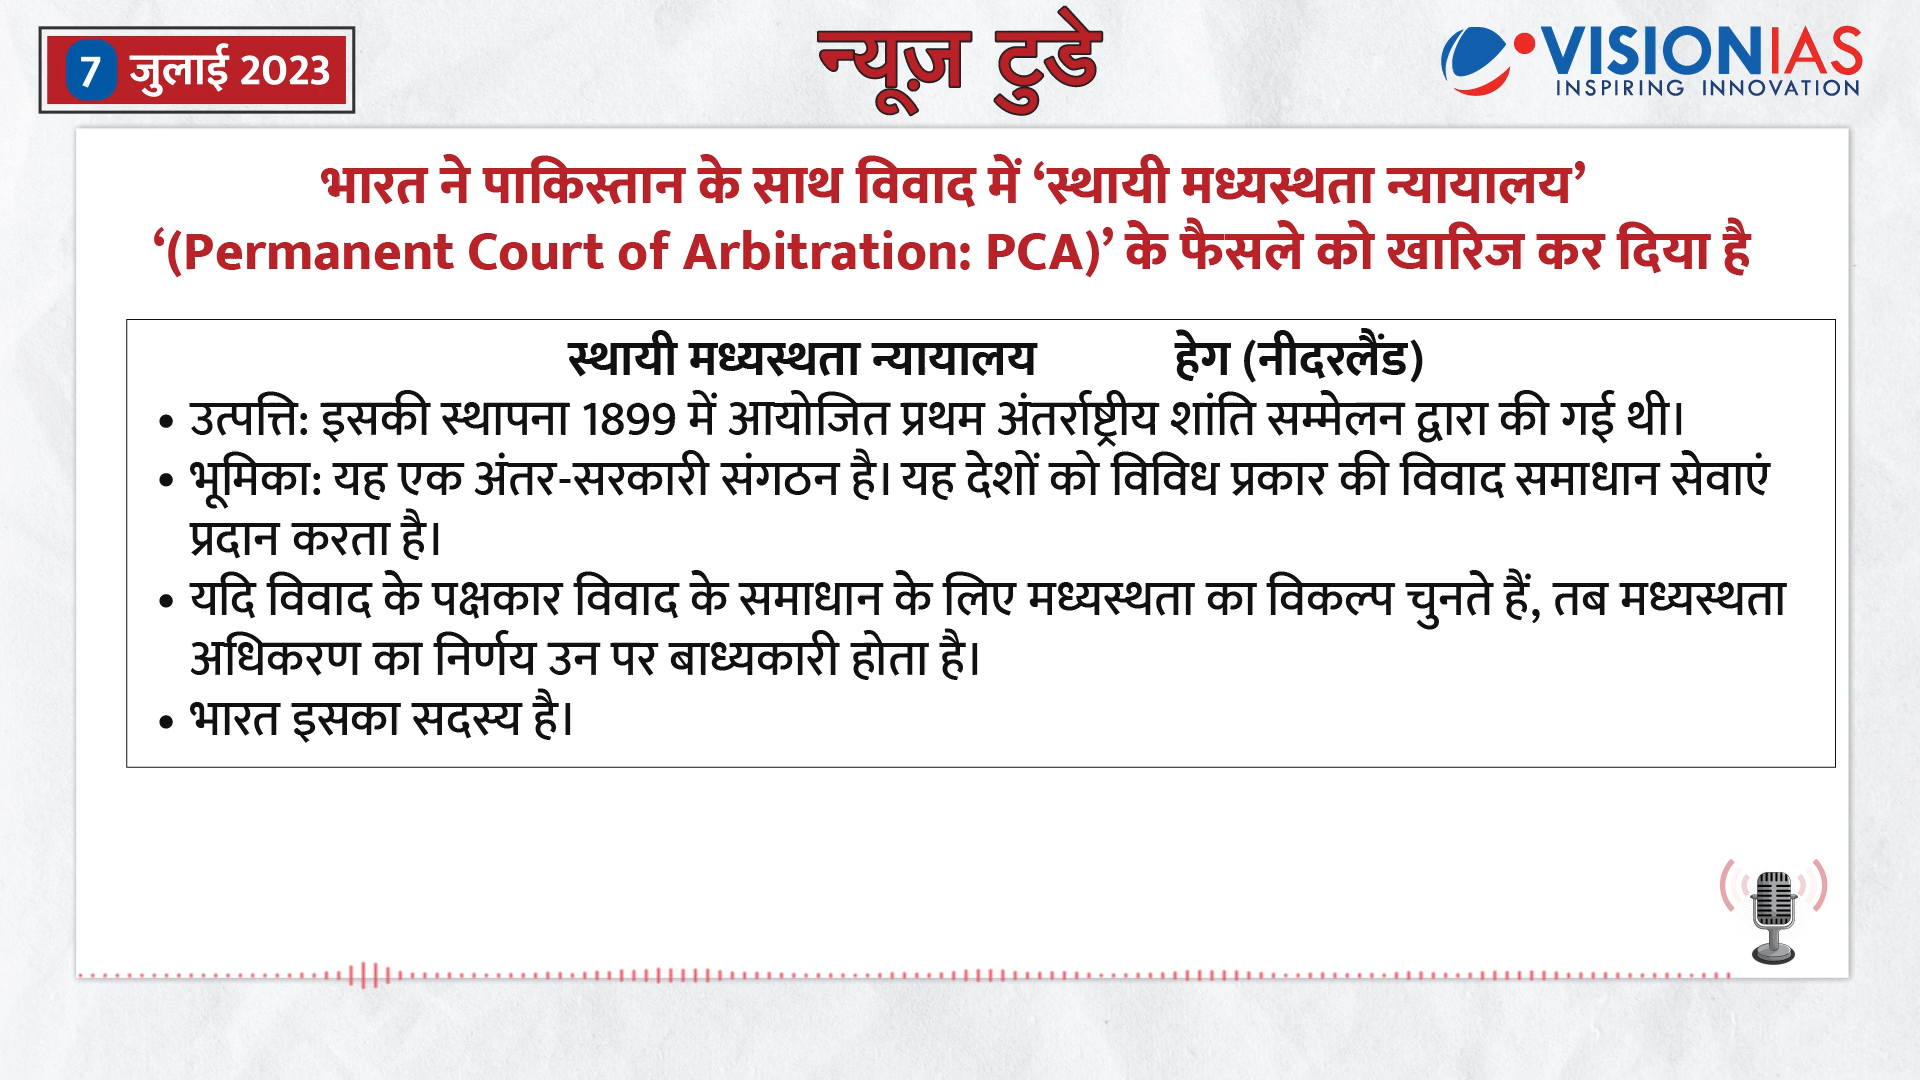 7 जुलाई 2023
न्यूज़ टुडे
VISIONIAS
INSPIRING INNOVATION
भारत ने पाकिस्तान के साथ विवाद में ‘स्थायी मध्यस्थता न्यायालय’
‘(Permanent Court of Arbitration: PCA)’ के फैसले को खारिज कर दिया है
स्थायी मध्यस्थता न्यायालय हेग (नीदरलैंड)
• उत्पत्ति: इसकी स्थापना 1899 में आयोजित प्रथम अंतर्राष्ट्रीय शांति सम्मेलन द्वारा की गई थी।
• भूमिका: यह एक अंतर-सरकारी संगठन है। यह देशों को विविध प्रकार की विवाद समाधान सेवाएं
प्रदान करता है।
• यदि विवाद के पक्षकार विवाद के समाधान के लिए मध्यस्थता का विकल्प चुनते हैं, तब मध्यस्थता
अधिकरण का निर्णय उन पर बाध्यकारी होता है।
• भारत इसका सदस्य है।